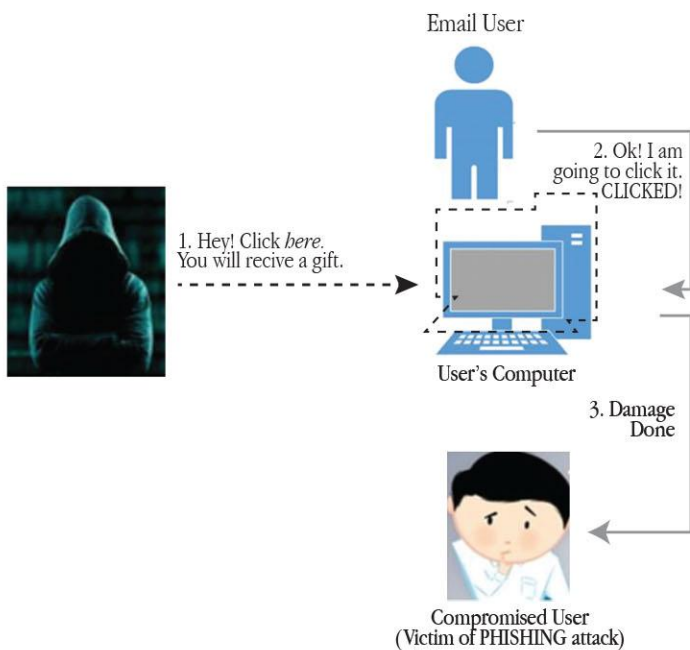 Email User
1. Hey! Click here.
You will recive a gift.
2. Ok! I am
going to click it.
CLICKED!
User's Computer
3. Damage
Done
Compromised User
(Victim of PHISHING attack)